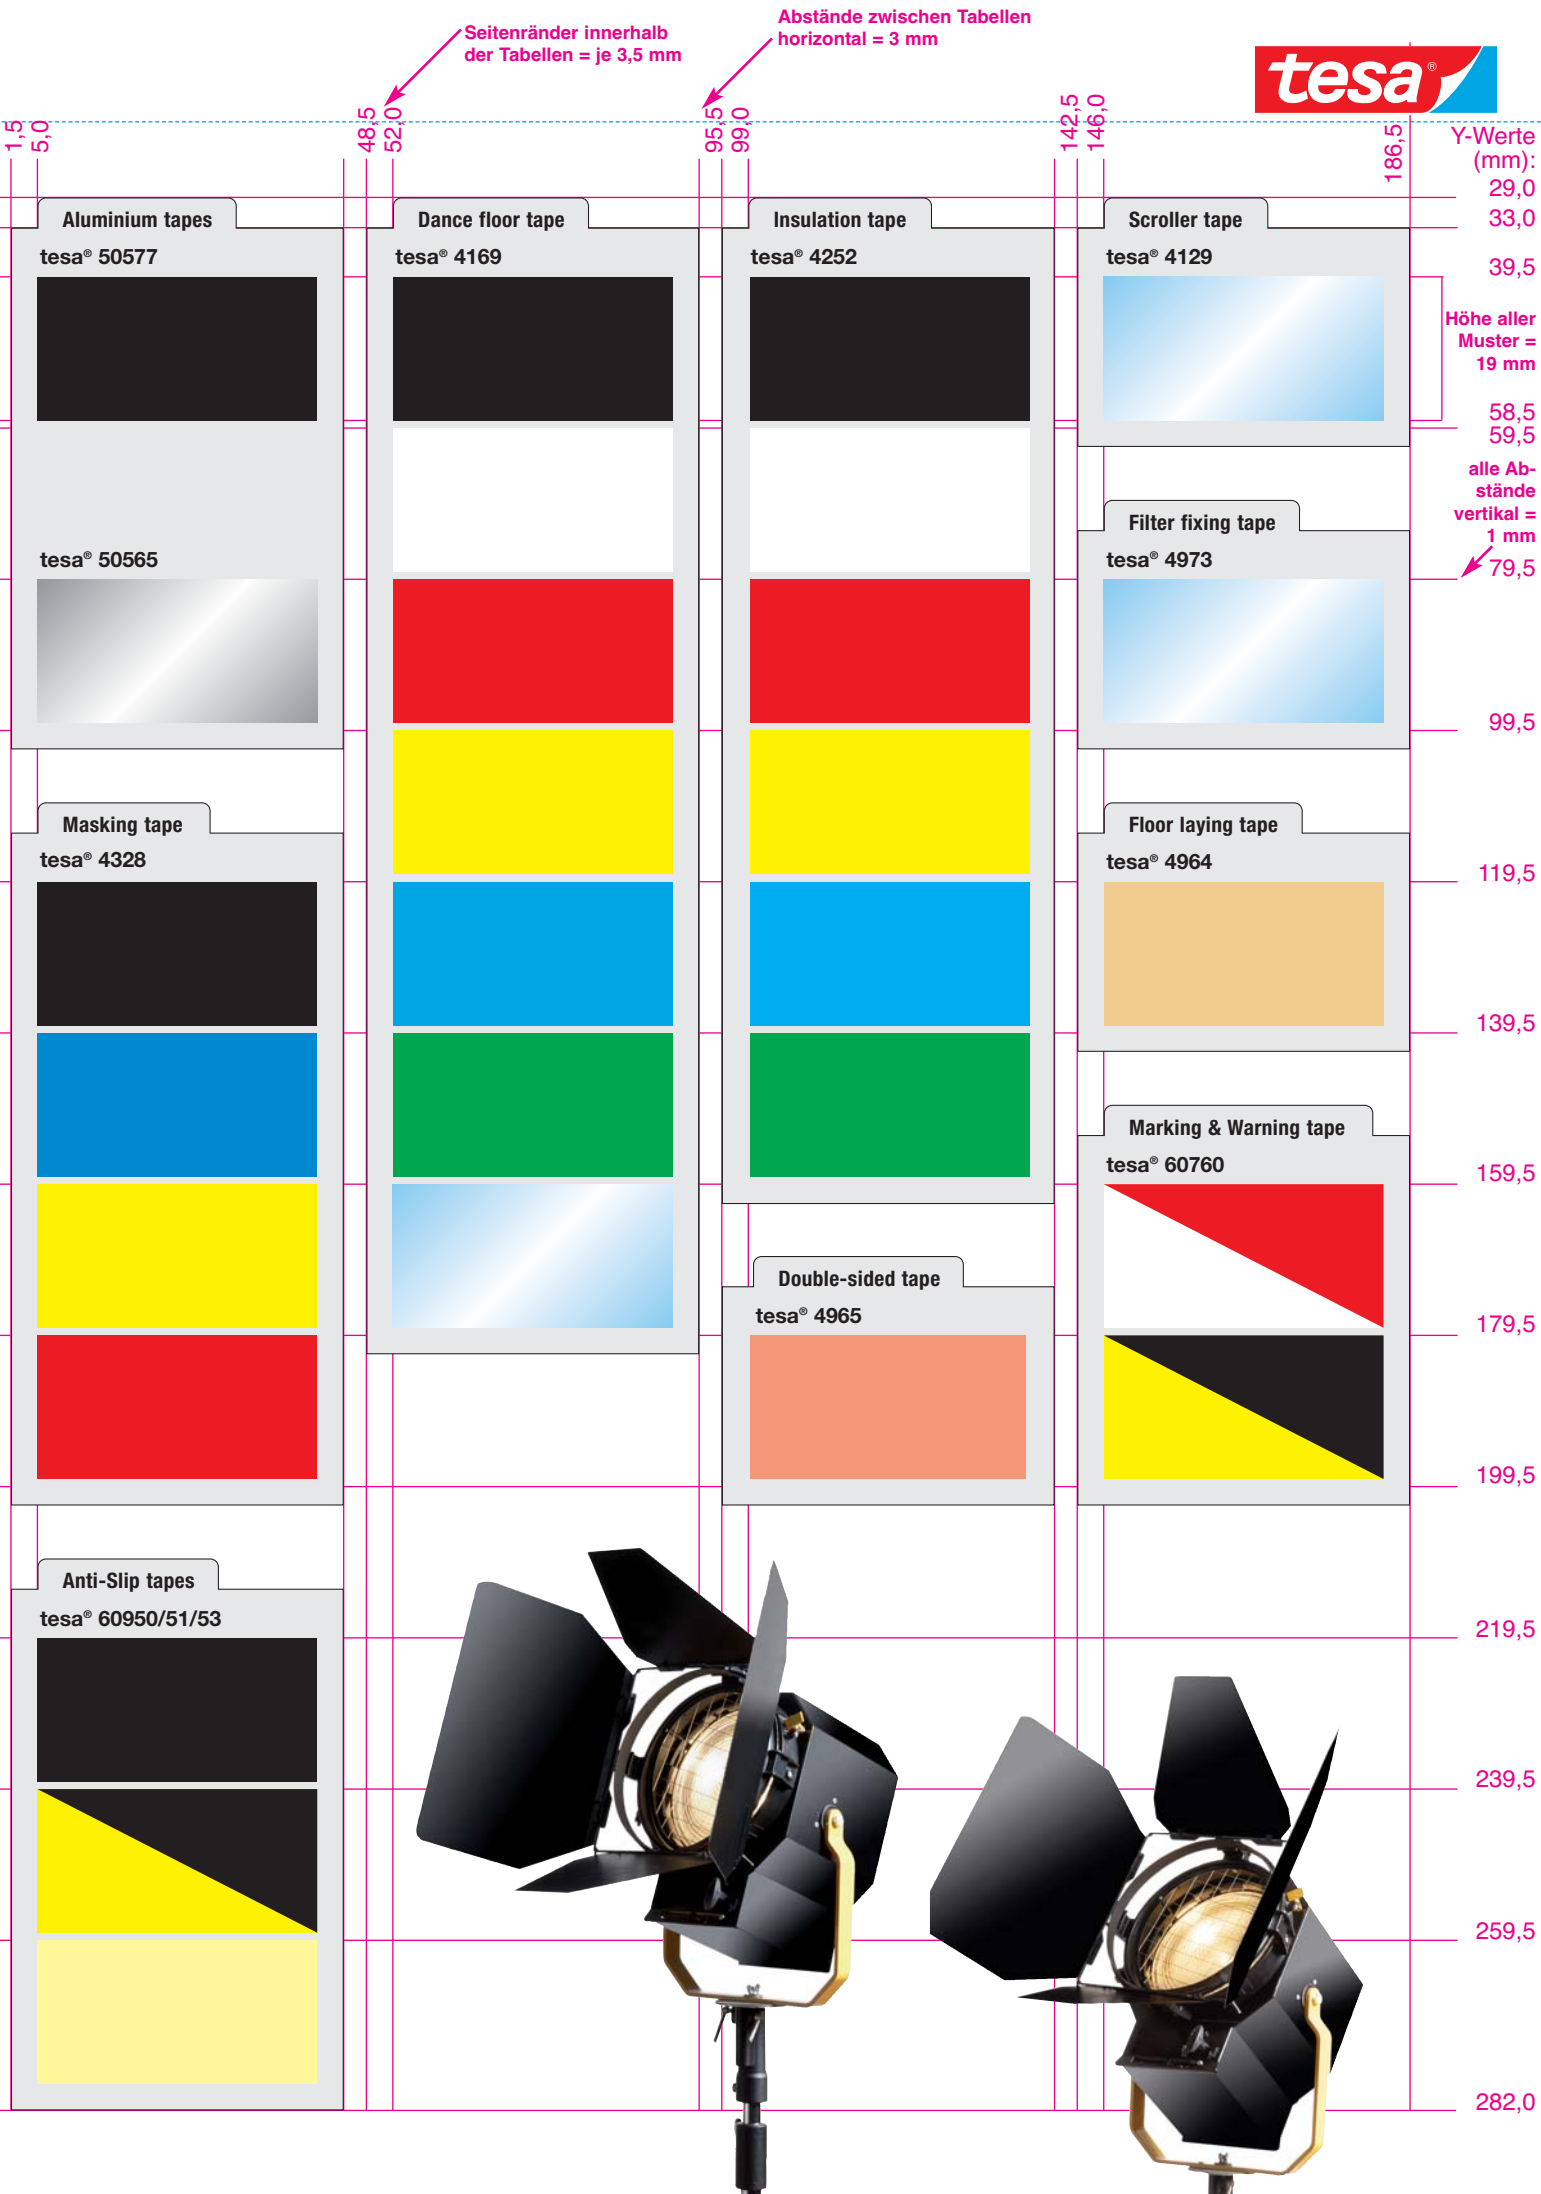 Seitenränder innerhalb
der Tabellen = je 3,5 mm
Abstände zwischen Tabellen
horizontal = 3 mm
tesa®
1,5
5,0
48,5
52,0
95,5
99,0
142,5
146,0
186,5
Y-Werte
(mm):
29,0
33,0
39,5
Höhe aller
Muster =
19 mm
58,5
59,5
alle Ab-
stände
vertikal =
1 mm
79,5
99,5
119,5
139,5
159,5
179,5
199,5
219,5
239,5
259,5
282,0
Aluminium tapes
tesa® 50577
tesa® 50565
Masking tape
tesa® 4328
Anti-Slip tapes
tesa® 60950/51/53
Dance floor tape
tesa® 4169
Insulation tape
tesa® 4252
Double-sided tape
tesa® 4965
Scroller tape
tesa® 4129
Filter fixing tape
tesa® 4973
Floor laying tape
tesa® 4964
Marking & Warning tape
tesa® 60760